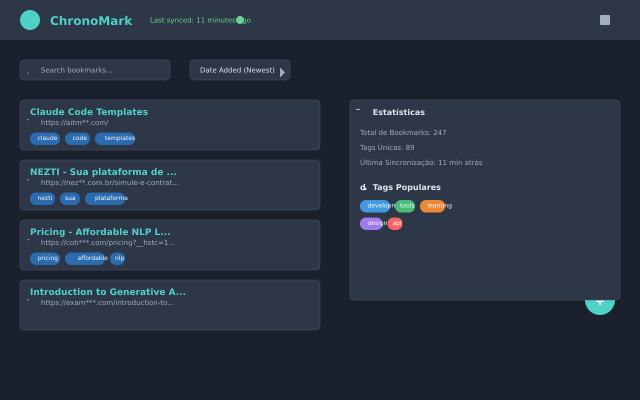 ChronoMark
Last synced: 11 minutes ago
Search bookmarks...
Date Added (Newest)
Claude Code Templates
https://aitm**.com/
claude code templates
NEZTI - Sua plataforma de ...
https://nez**.com.br/simule-e-contrat...
nezti sua plataforma
Pricing - Affordable NLP L...
https://coh***.com/pricing?__hstc=1...
pricing affordable nlp
Introduction to Generative A...
https://exam***.com/introduction-to...
Estatísticas
Total de Bookmarks: 247
Tags Únicas: 89
Última Sincronização: 11 min atrás
Tags Populares
tools learning
design api
+